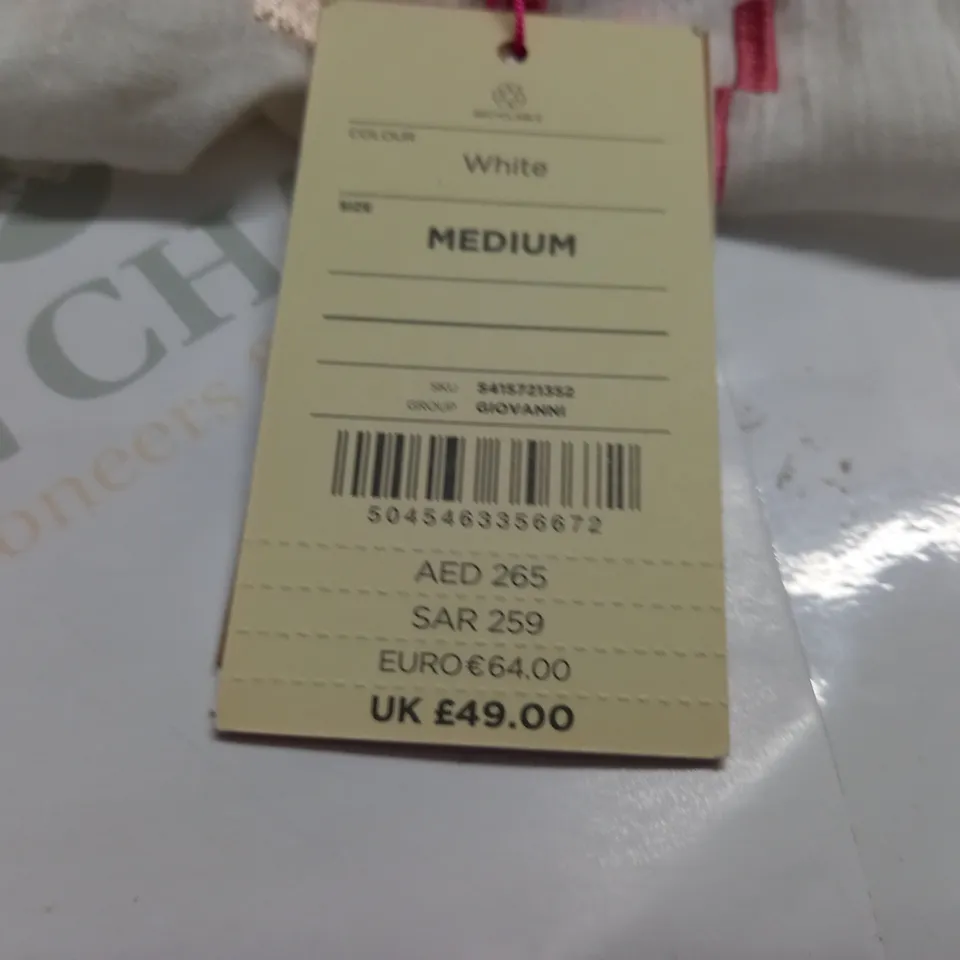 COLOUR
White
SIZE
MEDIUM
SKU 5415721352
GROUP GIOVANNI
5045463356672
AED 265
SAR 259
EURO€64.00
UK £49.00
CH
oneers